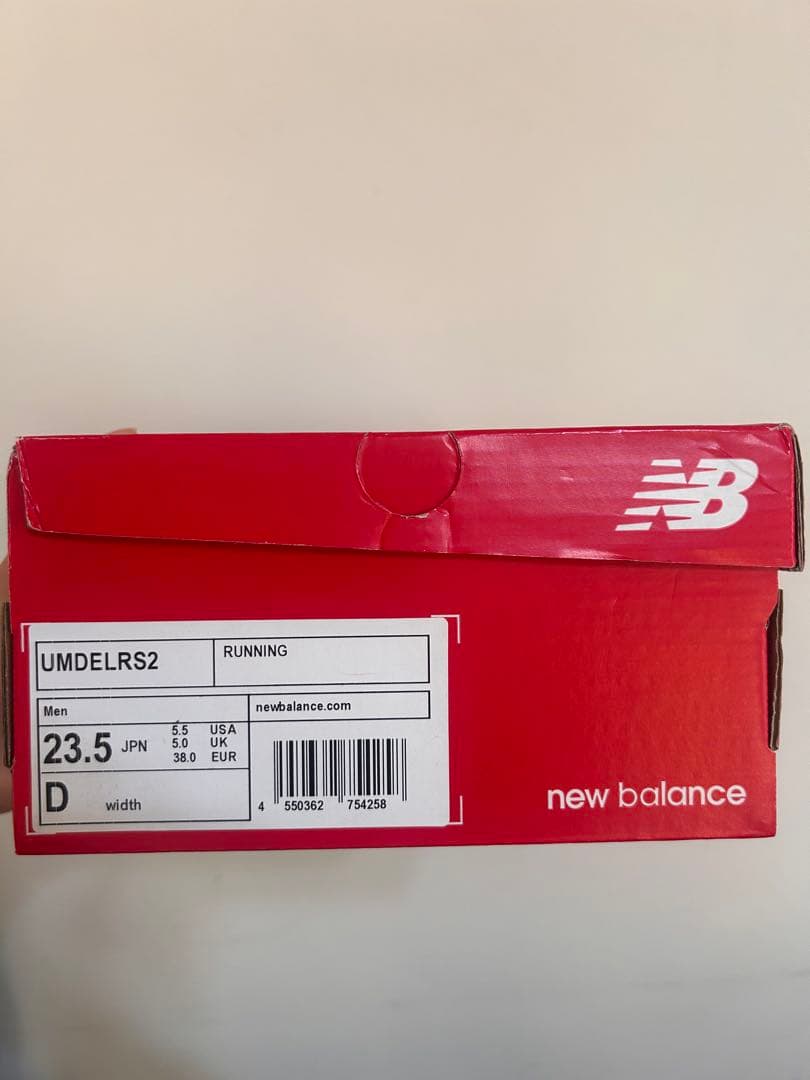 NB
UMDELRS2
RUNNING
Men
newbalance.com
23.5 JPN
5.5 USA
5.0 UK
38.0 EUR
D width
4 550362 754258
new balance